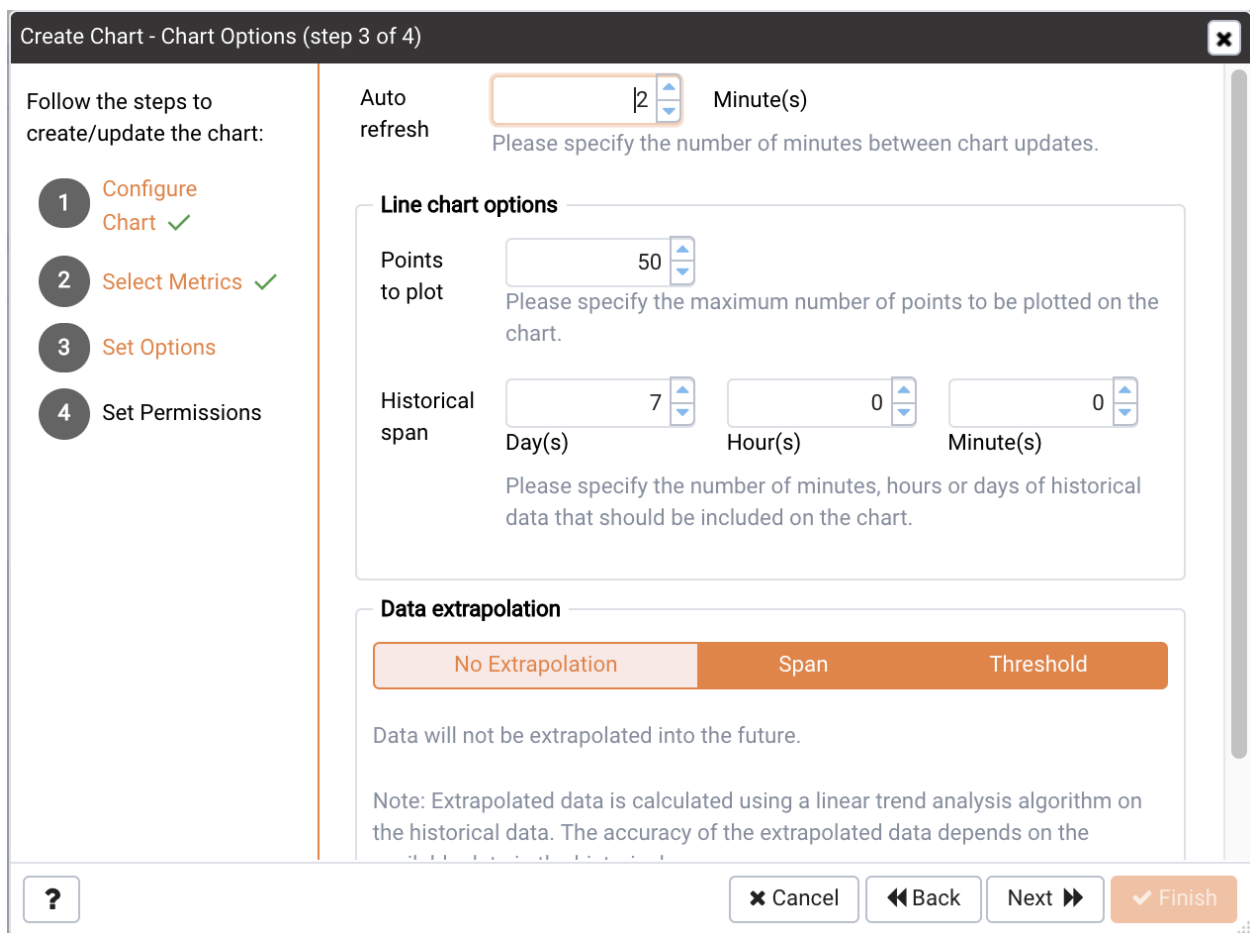 Create Chart - Chart Options (step 3 of 4)
Follow the steps to
create/update the chart:
1
Configure
Chart
2
Select Metrics
3
Set Options
4
Set Permissions
Auto
refresh
2
Minute(s)
Please specify the number of minutes between chart updates.
Line chart options
Points
to plot
50
Please specify the maximum number of points to be plotted on the
chart.
Historical
span
7
0
0
Day(s)
Hour(s)
Minute(s)
Please specify the number of minutes, hours or days of historical
data that should be included on the chart.
Data extrapolation
No Extrapolation
Span
Threshold
Data will not be extrapolated into the future.
Note: Extrapolated data is calculated using a linear trend analysis algorithm on
the historical data. The accuracy of the extrapolated data depends on the
?
Cancel
Back
Next
Finish